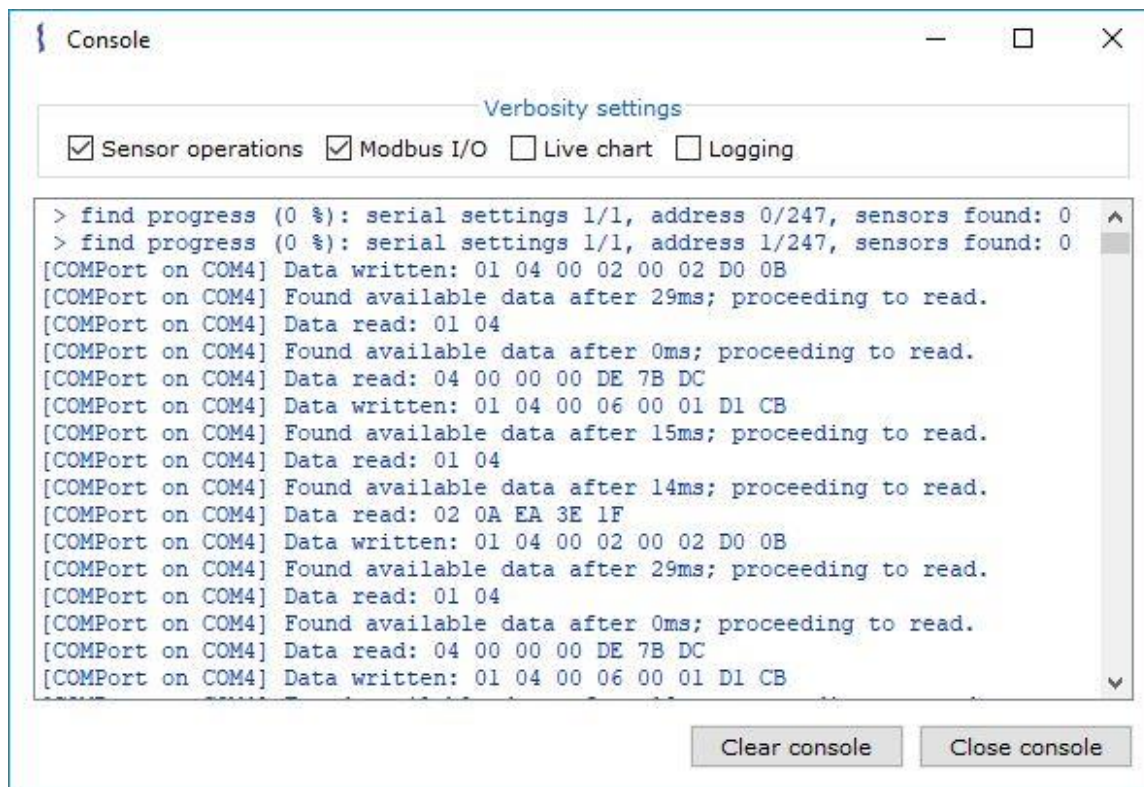 Console
Verbosity settings
Sensor operations Modbus I/O Live chart Logging
> find progress (0 %): serial settings 1/1, address 0/247, sensors found: 0
> find progress (0 %): serial settings 1/1, address 1/247, sensors found: 0
[COMPort on COM4] Data written: 01 04 00 02 00 02 D0 0B
[COMPort on COM4] Found available data after 29ms; proceeding to read.
[COMPort on COM4] Data read: 01 04
[COMPort on COM4] Found available data after 0ms; proceeding to read.
[COMPort on COM4] Data read: 04 00 00 00 DE 7B DC
[COMPort on COM4] Data written: 01 04 00 06 00 01 D1 CB
[COMPort on COM4] Found available data after 15ms; proceeding to read.
[COMPort on COM4] Data read: 01 04
[COMPort on COM4] Found available data after 14ms; proceeding to read.
[COMPort on COM4] Data read: 02 0A EA 3E 1F
[COMPort on COM4] Data written: 01 04 00 02 00 02 D0 0B
[COMPort on COM4] Found available data after 29ms; proceeding to read.
[COMPort on COM4] Data read: 01 04
[COMPort on COM4] Found available data after 0ms; proceeding to read.
[COMPort on COM4] Data read: 04 00 00 00 DE 7B DC
[COMPort on COM4] Data written: 01 04 00 06 00 01 D1 CB
Clear console Close console